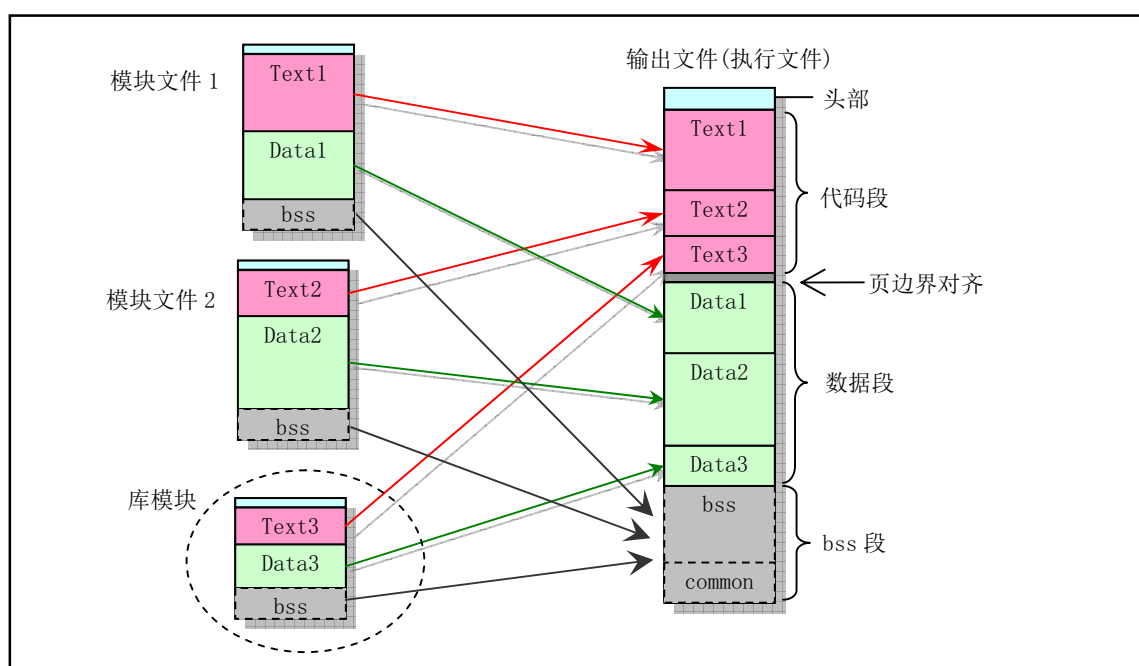 模块文件 1
Text1
Data1
bss
模块文件 2
Text2
Data2
bss
库模块
Text3
Data3
bss
输出文件(执行文件)
头部
Text1
Text2
Text3
代码段
页边界对齐
Data1
Data2
Data3
数据段
bss
common
bss 段